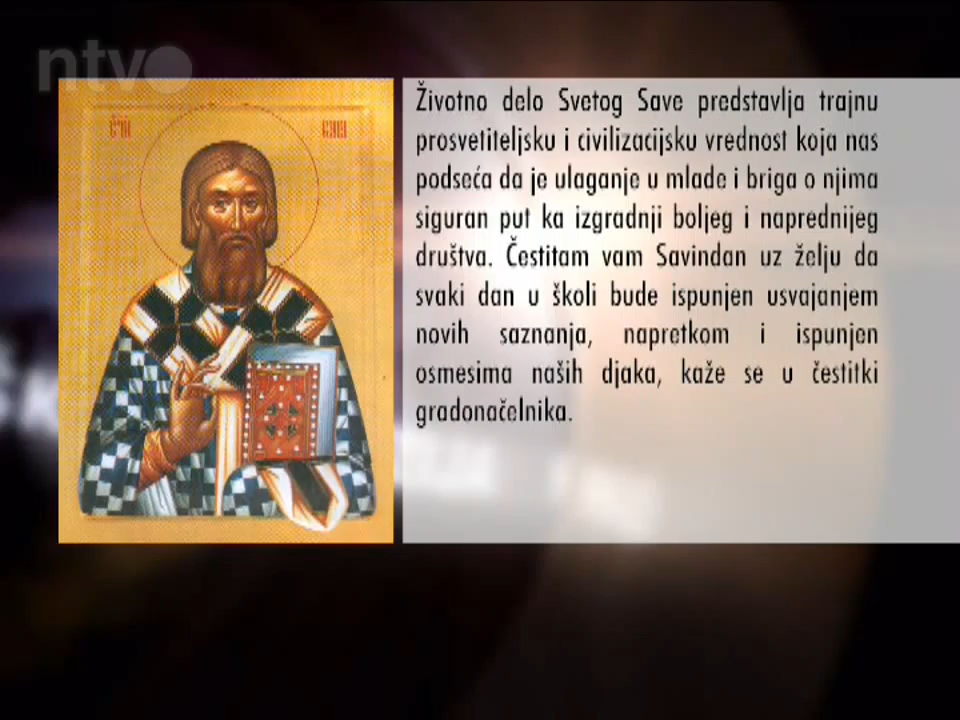 ntv
Životno delo Svetog Save predstavlja trajnu
prosvetiteljsku i civilizacijsku vrednost koja nas
podseća da je ulaganje u mlade i briga o njima
siguran put ka izgradnji boljeg i naprednijeg
društva. Čestitam vam Savindan uz želju da
svaki dan u školi bude ispunjen usvajanjem
novih saznanja, napretkom i ispunjen
osmesima naših djaka, kaže se u čestitki
gradonačelnika.